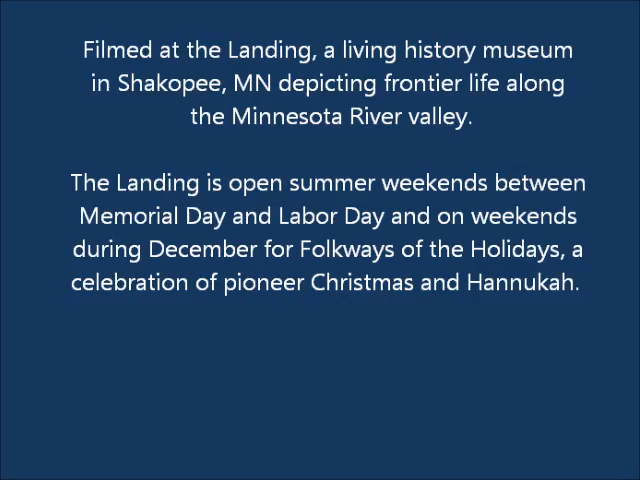 Filmed at the Landing, a living history museum
in Shakopee, MN depicting frontier life along
the Minnesota River valley.
The Landing is open summer weekends between
Memorial Day and Labor Day and on weekends
during December for Folkways of the Holidays, a
celebration of pioneer Christmas and Hannukah.